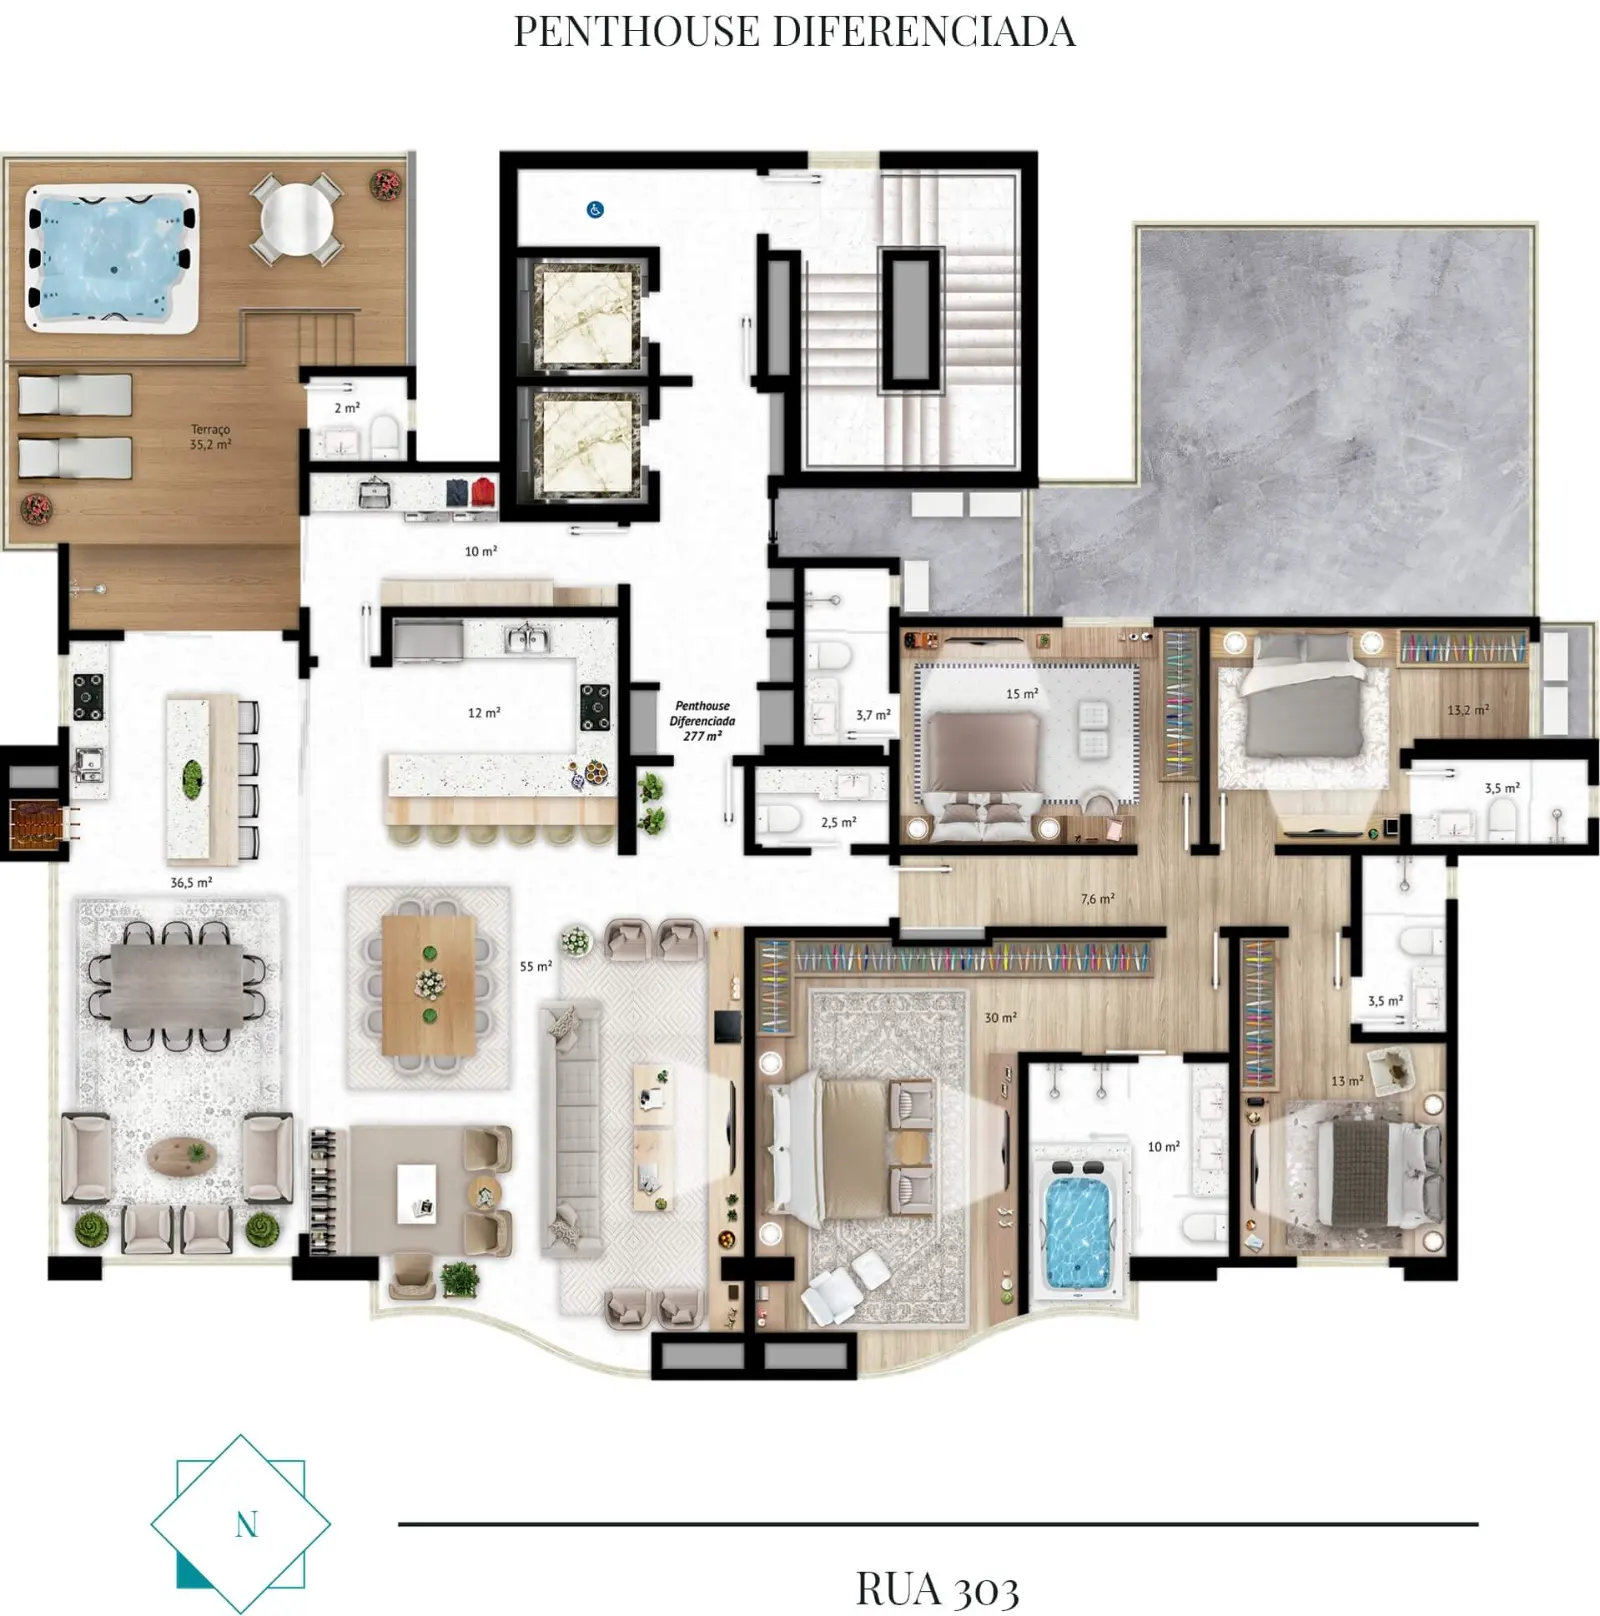 PENTHOUSE DIFERENCIADA
2 m²
Terraço
35,2 m²
10 m²
12 m²
Penthouse
Diferenciada
277 m²
15 m²
3,7 m²
13,2 m²
3,5 m²
2,5 m²
36,5 m²
7,6 m²
55 m²
30 m²
3,5 m²
13 m²
10 m²
N
RUA 303